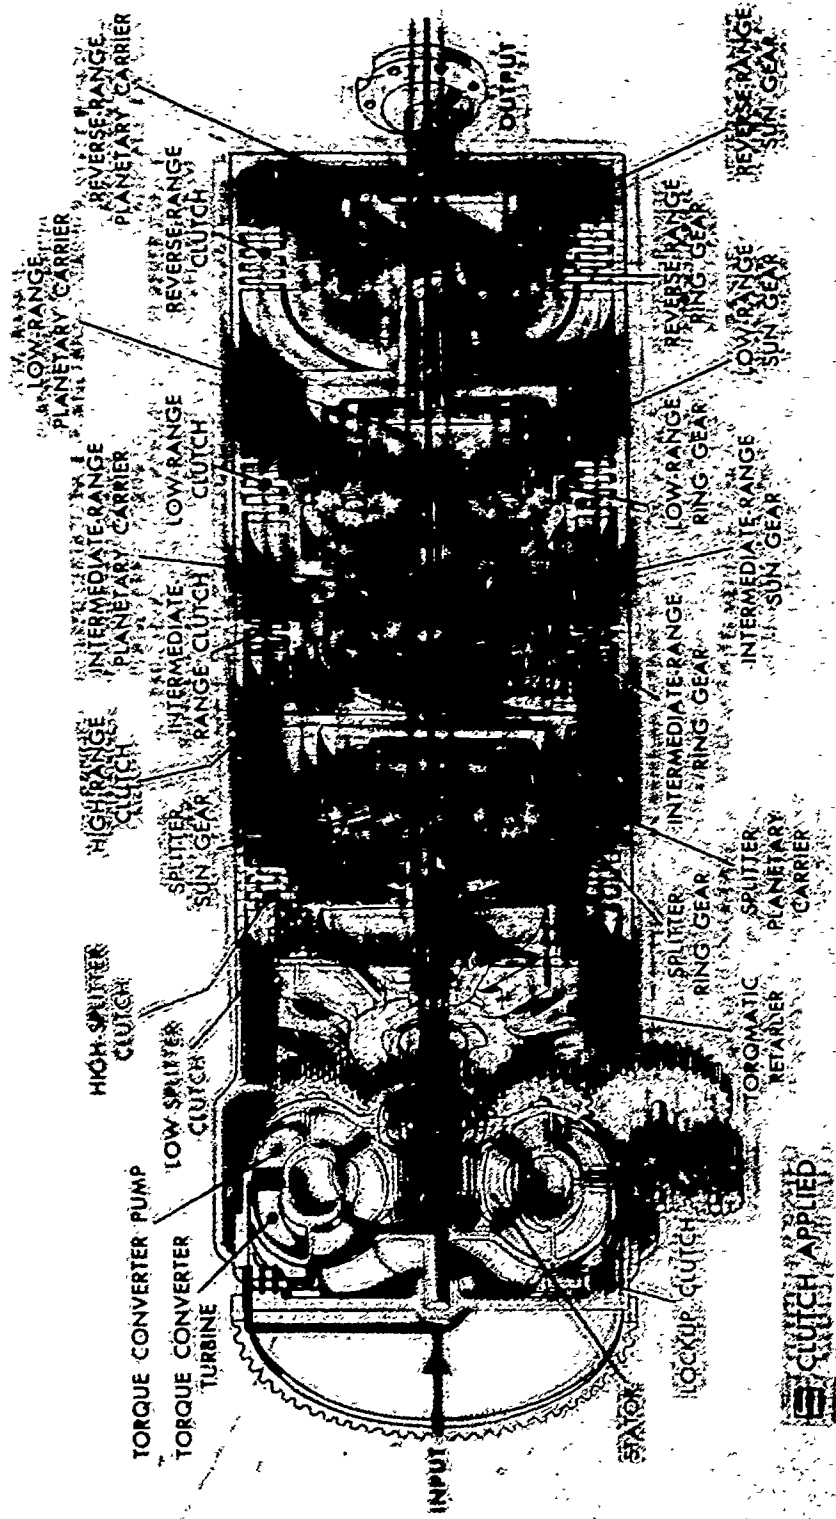 TORQUE CONVERTER PUMP
TORQUE CONVERTER
TURBINE
HIGH SPLITTER
CLUTCH
LOW SPLITTER
CLUTCH
HIGH-RANGE
CLUTCH
SPLITTER
SUN GEAR
INTERMEDIATE-RANGE
PLANETARY CARRIER
INTERMEDIATE
RANGE CLUTCH
LOW-RANGE
PLANETARY CARRIER
LOW-RANGE
CLUTCH
REVERSE-RANGE
PLANETARY CARRIER
REVERSE-RANGE
CLUTCH
INPUT
OUTPUT
STATOR
LOCKUP CLUTCH
TORQMATIC
RETARDER
SPLITTER
RING GEAR
SPLITTER
PLANETARY
CARRIER
INTERMEDIATE-RANGE
RING GEAR
INTERMEDIATE-RANGE
SUN GEAR
LOW-RANGE
RING GEAR
LOW-RANGE
SUN GEAR
REVERSE-RANGE
RING GEAR
REVERSE-RANGE
SUN GEAR
CLUTCH APPLIED